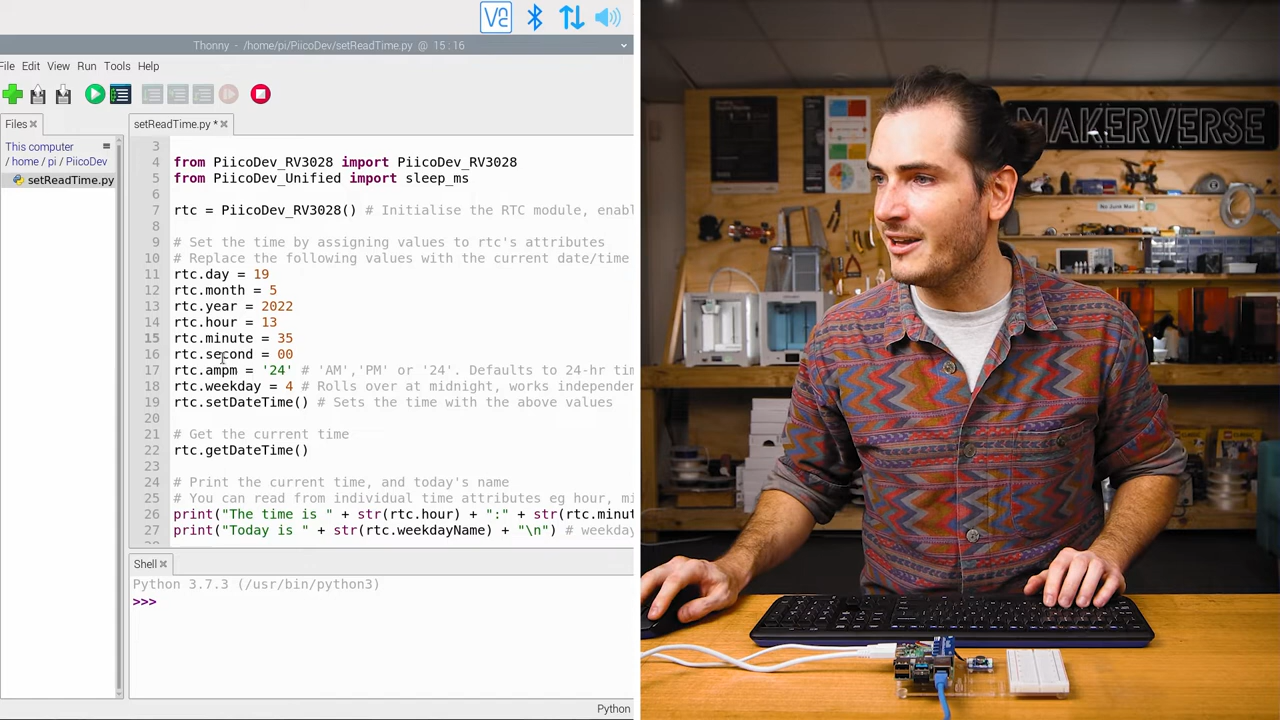 Thonny - /home/pi/PiicoDev/setReadTime.py @ 15:16
File Edit View Run Tools Help
Files
setReadTime.py *
This computer
/ home / pi / PiicoDev
setReadTime.py
3
4 from PiicoDev_RV3028 import PiicoDev_RV3028
5 from PiicoDev_Unified import sleep_ms
6
7 rtc = PiicoDev_RV3028() # Initialise the RTC module, enabl
8
9 # Set the time by assigning values to rtc's attributes
10 # Replace the following values with the current date/time
11 rtc.day = 19
12 rtc.month = 5
13 rtc.year = 2022
14 rtc.hour = 13
15 rtc.minute = 35
16 rtc.second = 00
17 rtc.ampm = '24' # 'AM','PM' or '24'. Defaults to 24-hr tim
18 rtc.weekday = 4 # Rolls over at midnight, works independen
19 rtc.setDateTime() # Sets the time with the above values
20
21 # Get the current time
22 rtc.getDateTime()
23
24 # Print the current time, and today's name
25 # You can read from individual time attributes eg hour, mi
26 print("The time is " + str(rtc.hour) + ":" + str(rtc.minut
27 print("Today is " + str(rtc.weekdayName) + "\n") # weekday
Shell
Python 3.7.3 (/usr/bin/python3)
>>>
Python
MAKERVERSE
No Junk Mail